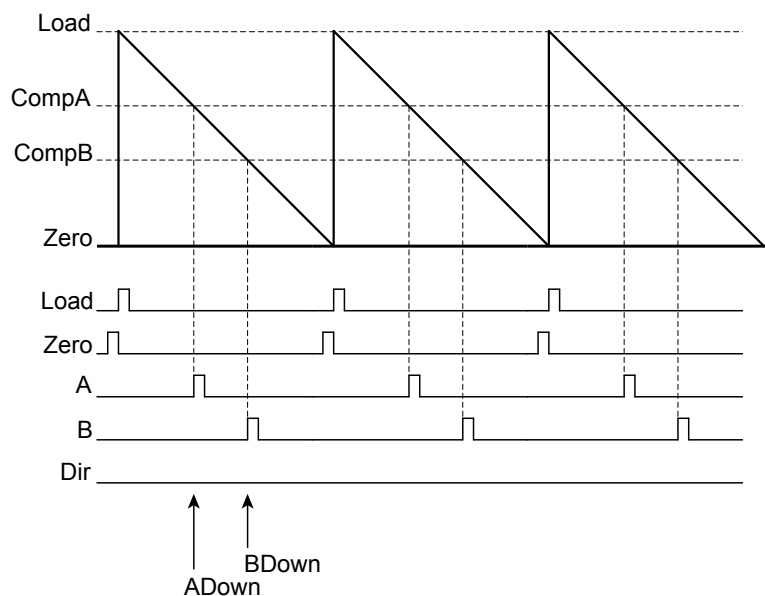 Load
CompA
CompB
Zero
Load
Zero
A
B
Dir
BDown
ADown